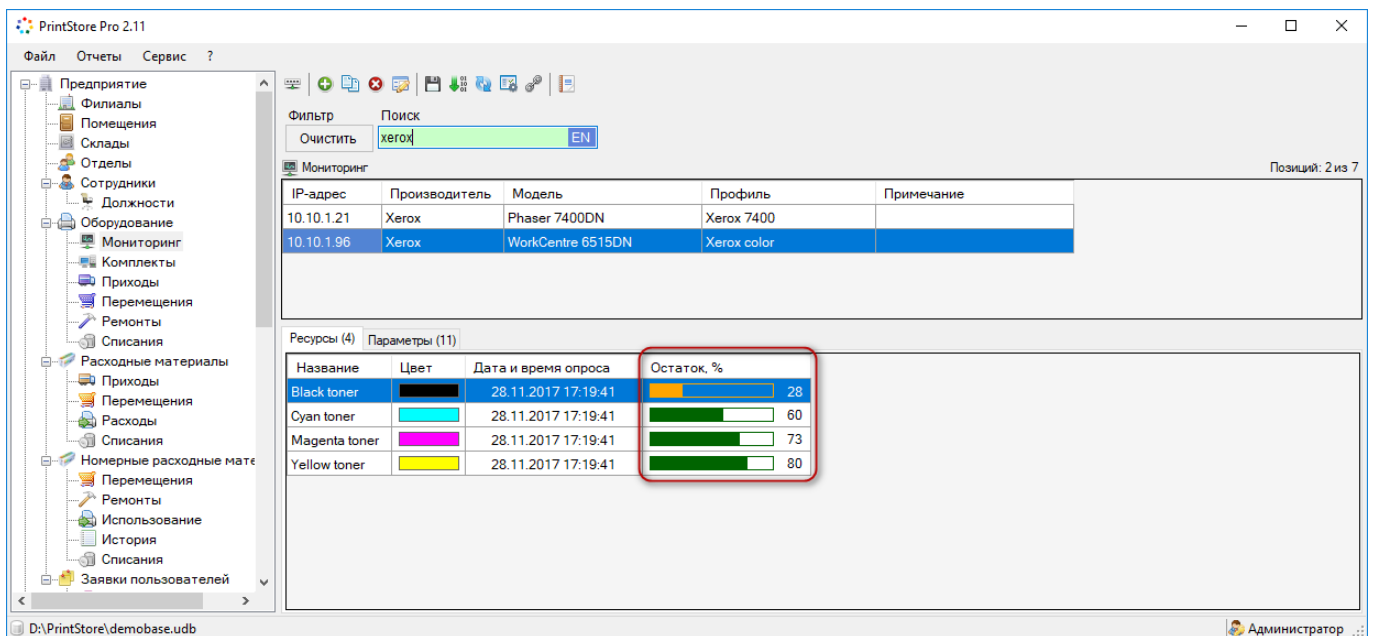 PrintStore Pro 2.11
Файл Отчеты Сервис ?
Предприятие
Филиалы
Помещения
Склады
Отделы
Сотрудники
Должности
Оборудование
Мониторинг
Комплекты
Приходы
Перемещения
Ремонты
Списания
Расходные материалы
Приходы
Перемещения
Расходы
Списания
Номерные расходные мате
Перемещения
Ремонты
Использование
История
Списания
Заявки пользователей
Фильтр Поиск
Очистить xerox EN
Мониторинг Позиций: 2 из 7
IP-адрес Производитель Модель Профиль Примечание
10.10.1.21 Xerox Phaser 7400DN Xerox 7400
10.10.1.96 Xerox WorkCentre 6515DN Xerox color
Ресурсы (4) Параметры (11)
Название Цвет Дата и время опроса Остаток, %
Black toner 28.11.2017 17:19:41 28
Cyan toner 28.11.2017 17:19:41 60
Magenta toner 28.11.2017 17:19:41 73
Yellow toner 28.11.2017 17:19:41 80
D:\PrintStore\demobase.udb Администратор